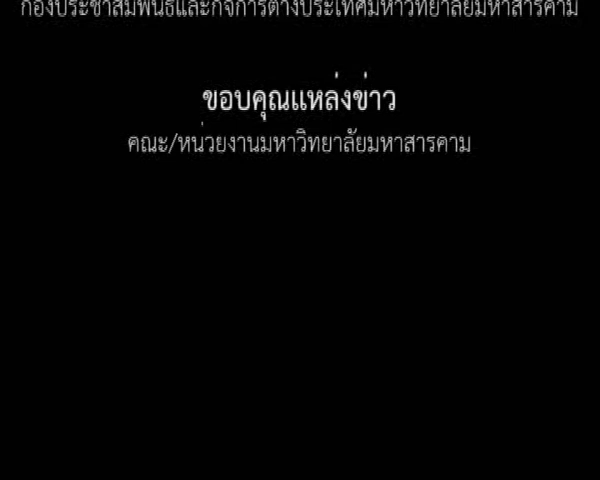 กองประชาสัมพันธ์และกิจการต่างประเทศมหาวิทยาลัยมหาสารคาม
ขอบคุณแหล่งข่าว
คณะ/หน่วยงานมหาวิทยาลัยมหาสารคาม